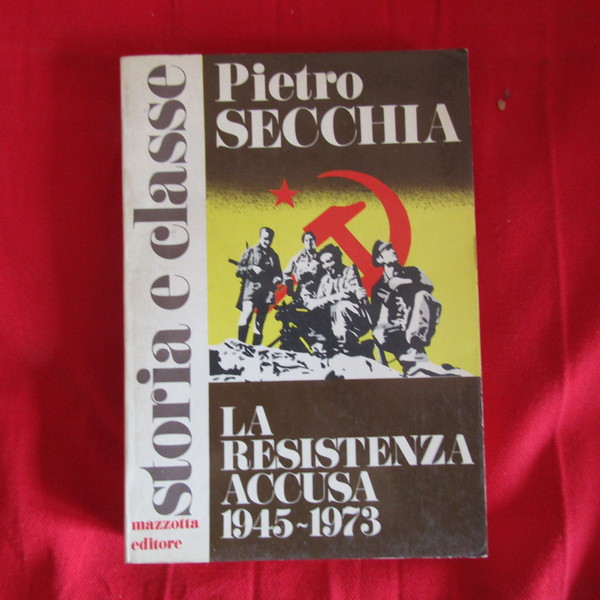 Pietro
SECCHIA
storia e classe
LA
RESISTENZA
ACCUSA
1945~1973
mazzotta
editore